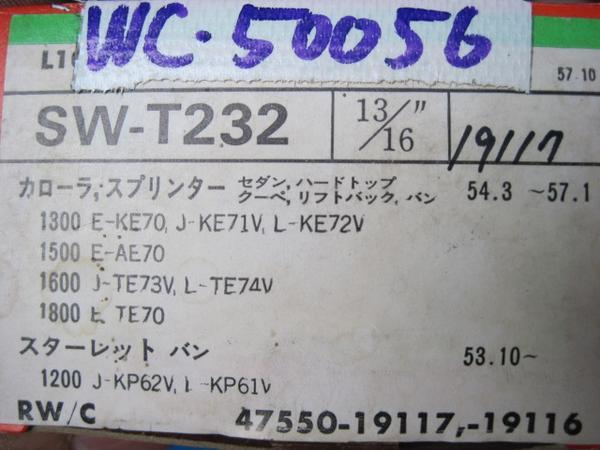 WC-50056
57.10
SW-T232 13/16" 19117
カローラ,スプリンター セダン,ハードトップ クーペ,リフトバック,バン 54.3 ~57.1
1300 E-KE70, J-KE71V, L-KE72V
1500 E-AE70
1600 J-TE73V, L-TE74V
1800 E TE70
スターレット バン 53.10~
1200 J-KP62V, L-KP61V
RW/C 47550-19117,-19116